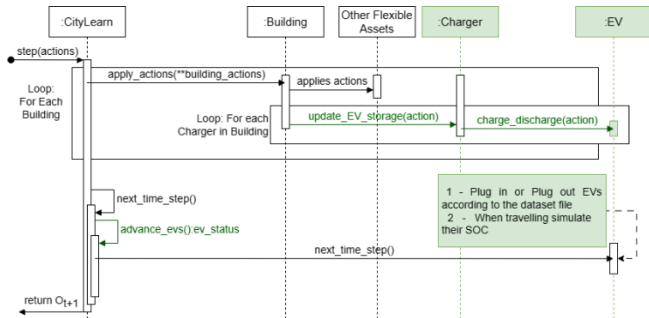 :CityLearn
:Building
Other Flexible
Assets
:Charger
:EV
step(actions)
apply_actions(**building_actions)
applies actions
Loop:
For Each
Building
Loop: For each
Charger in Building
update_EV_storage(action)
charge_discharge(action)
1 - Plug in or Plug out EVs
according to the dataset file
2 - When travelling simulate
their SOC
next_time_step()
advance_evs():ev_status
next_time_step()
return Ot+1